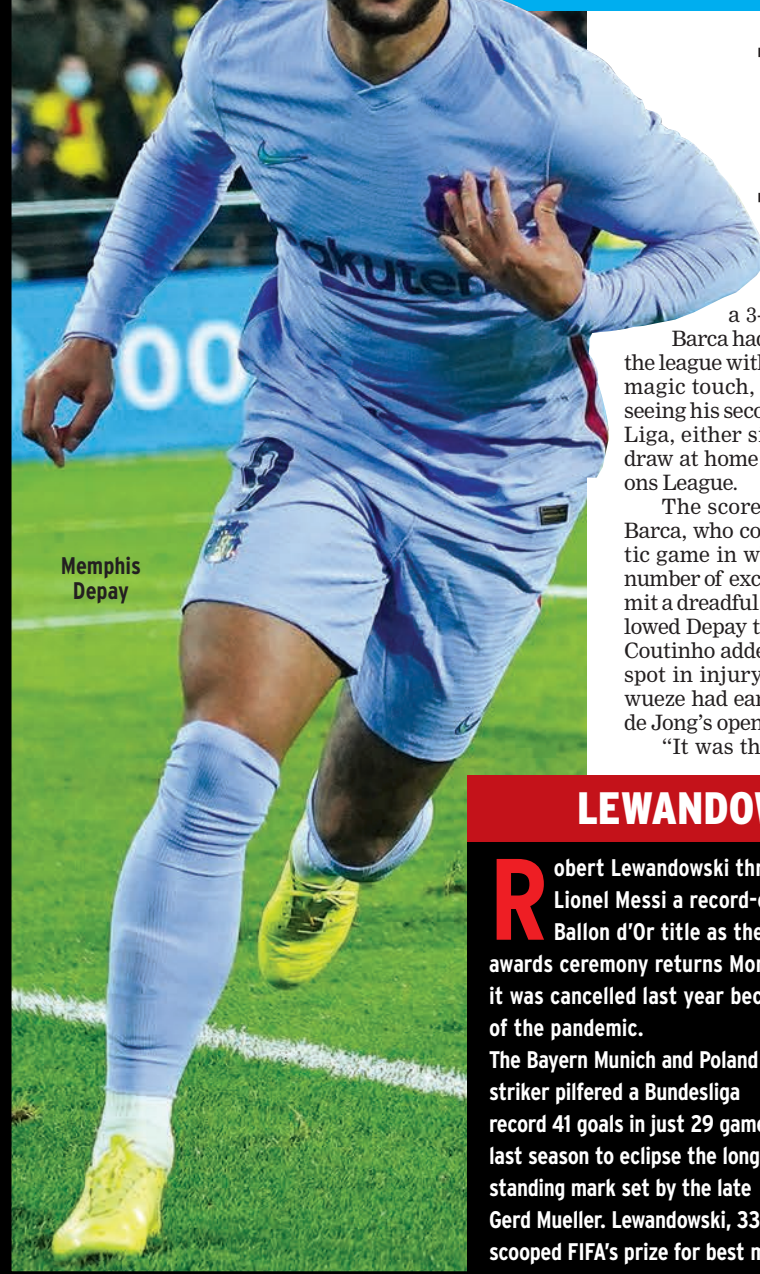 Rakuten
00
9
Memphis
Depay
a 3-
Barca had
the league with
magic touch,
seeing his seco
Liga, either si
draw at home
ons League.
The score
Barca, who co
tic game in w
number of exc
mit a dreadful
lowed Depay t
Coutinho adde
spot in injury
wueze had ear
de Jong's open
"It was th
LEWANDOW
Robert Lewandowski thr
Lionel Messi a record-e
Ballon d'Or title as the
awards ceremony returns Mon
it was cancelled last year bec
of the pandemic.
The Bayern Munich and Poland
striker pilfered a Bundesliga
record 41 goals in just 29 game
last season to eclipse the long
standing mark set by the late
Gerd Mueller. Lewandowski, 33
scooped FIFA's prize for best m